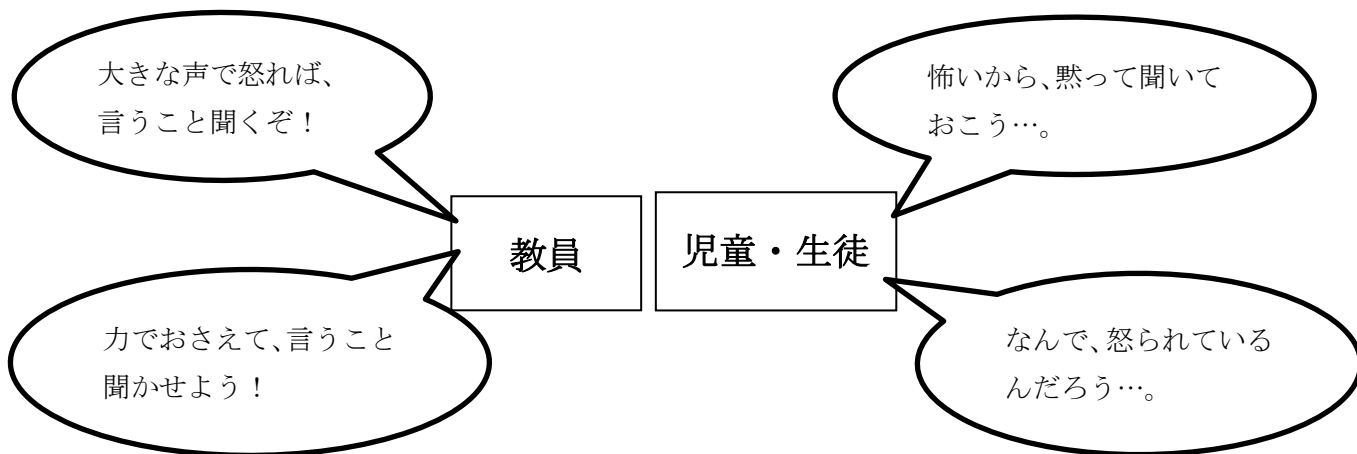 大きな声で怒れば、
言うこと聞くぞ！
怖いから、黙って聞いて
おこう…。
教員
児童・生徒
力でおさえて、言うこと
聞かせよう！
なんで、怒られている
んだろう…。